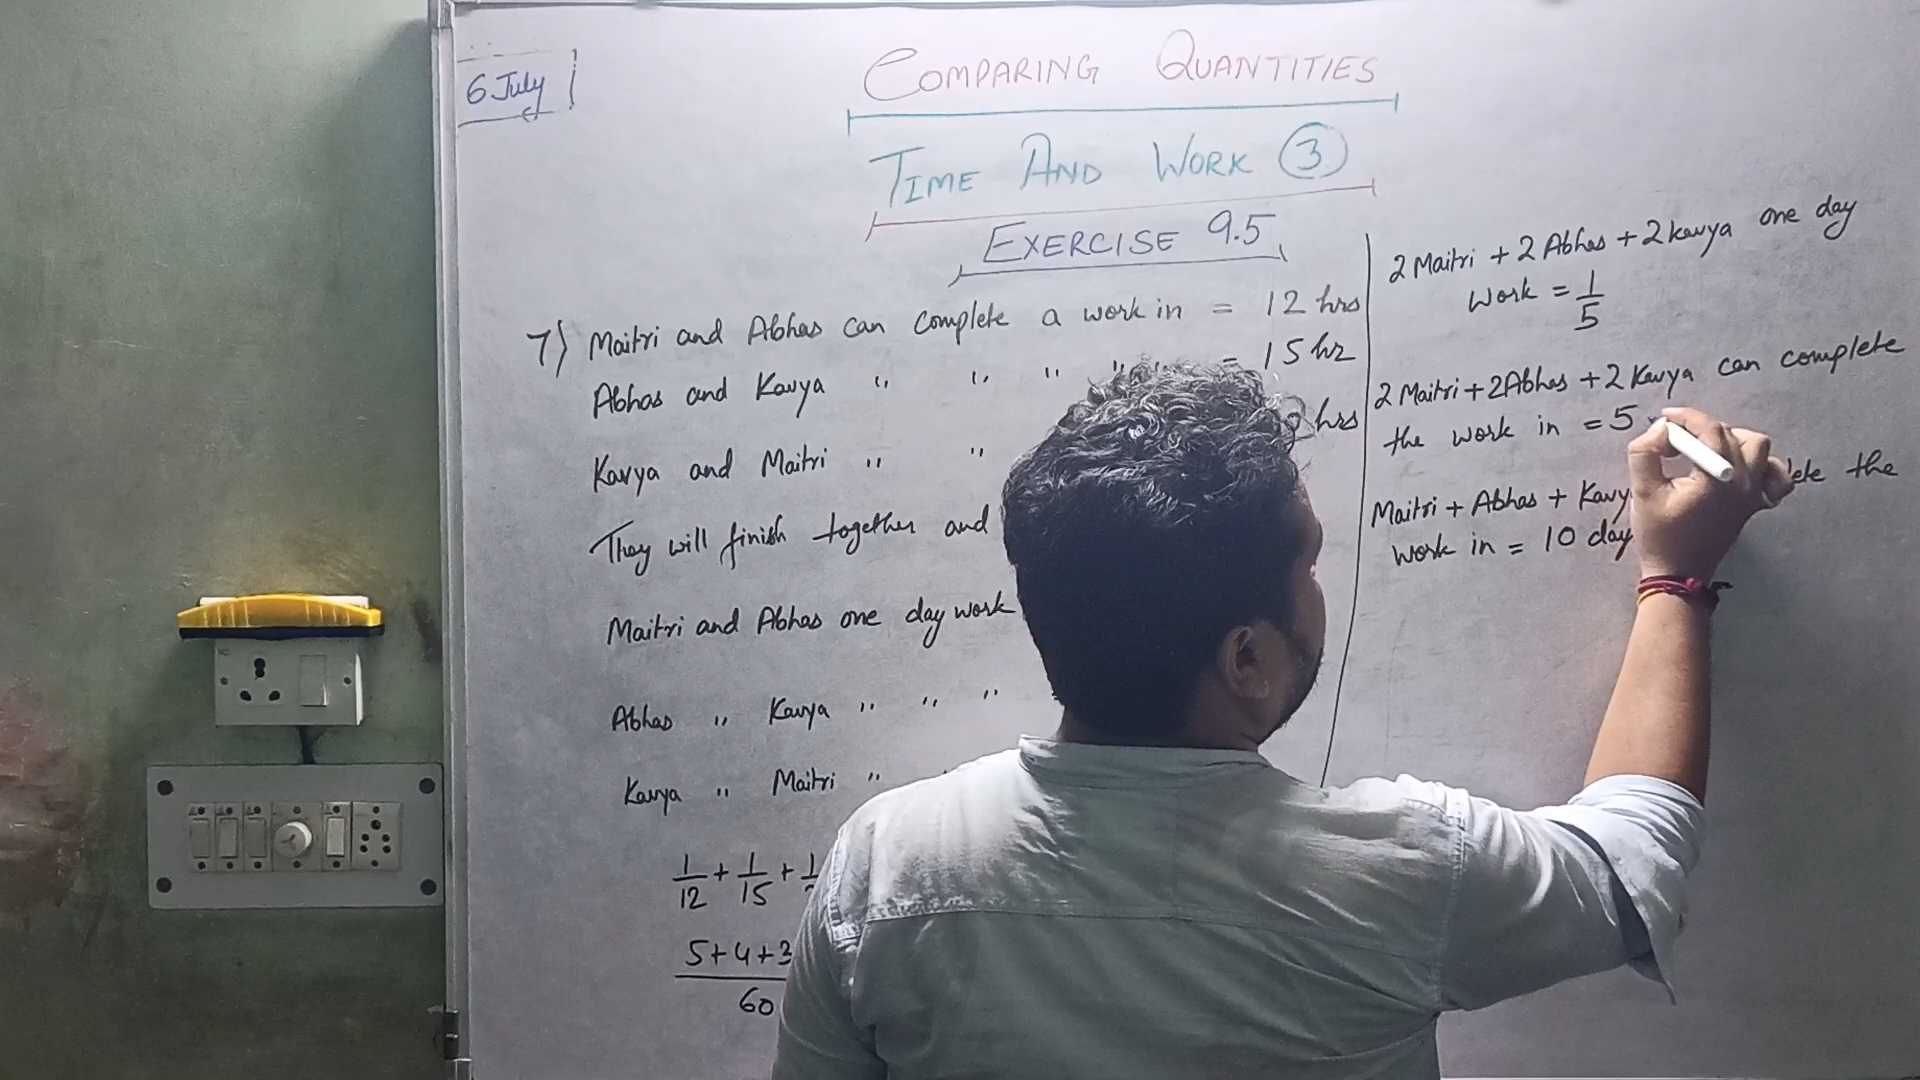 6 July
COMPARING QUANTITIES
TIME AND WORK 3
EXERCISE 9.5
7) Maitri and Abhas can complete a work in = 12 hrs
Abhas and Kavya " " " " = 15 hr
Kavya and Maitri " " hrs
They will finish together and
Maitri and Abhas one day work
Abhas " Kavya " " "
Kavya " Maitri "
1/12 + 1/15 + 1
5+4+3
60
2 Maitri + 2 Abhas + 2 kavya one day
Work = 1/5
2 Maitri + 2 Abhas + 2 Kavya can complete
the work in = 5
Maitri + Abhas + Kavy ete the
Work in = 10 day